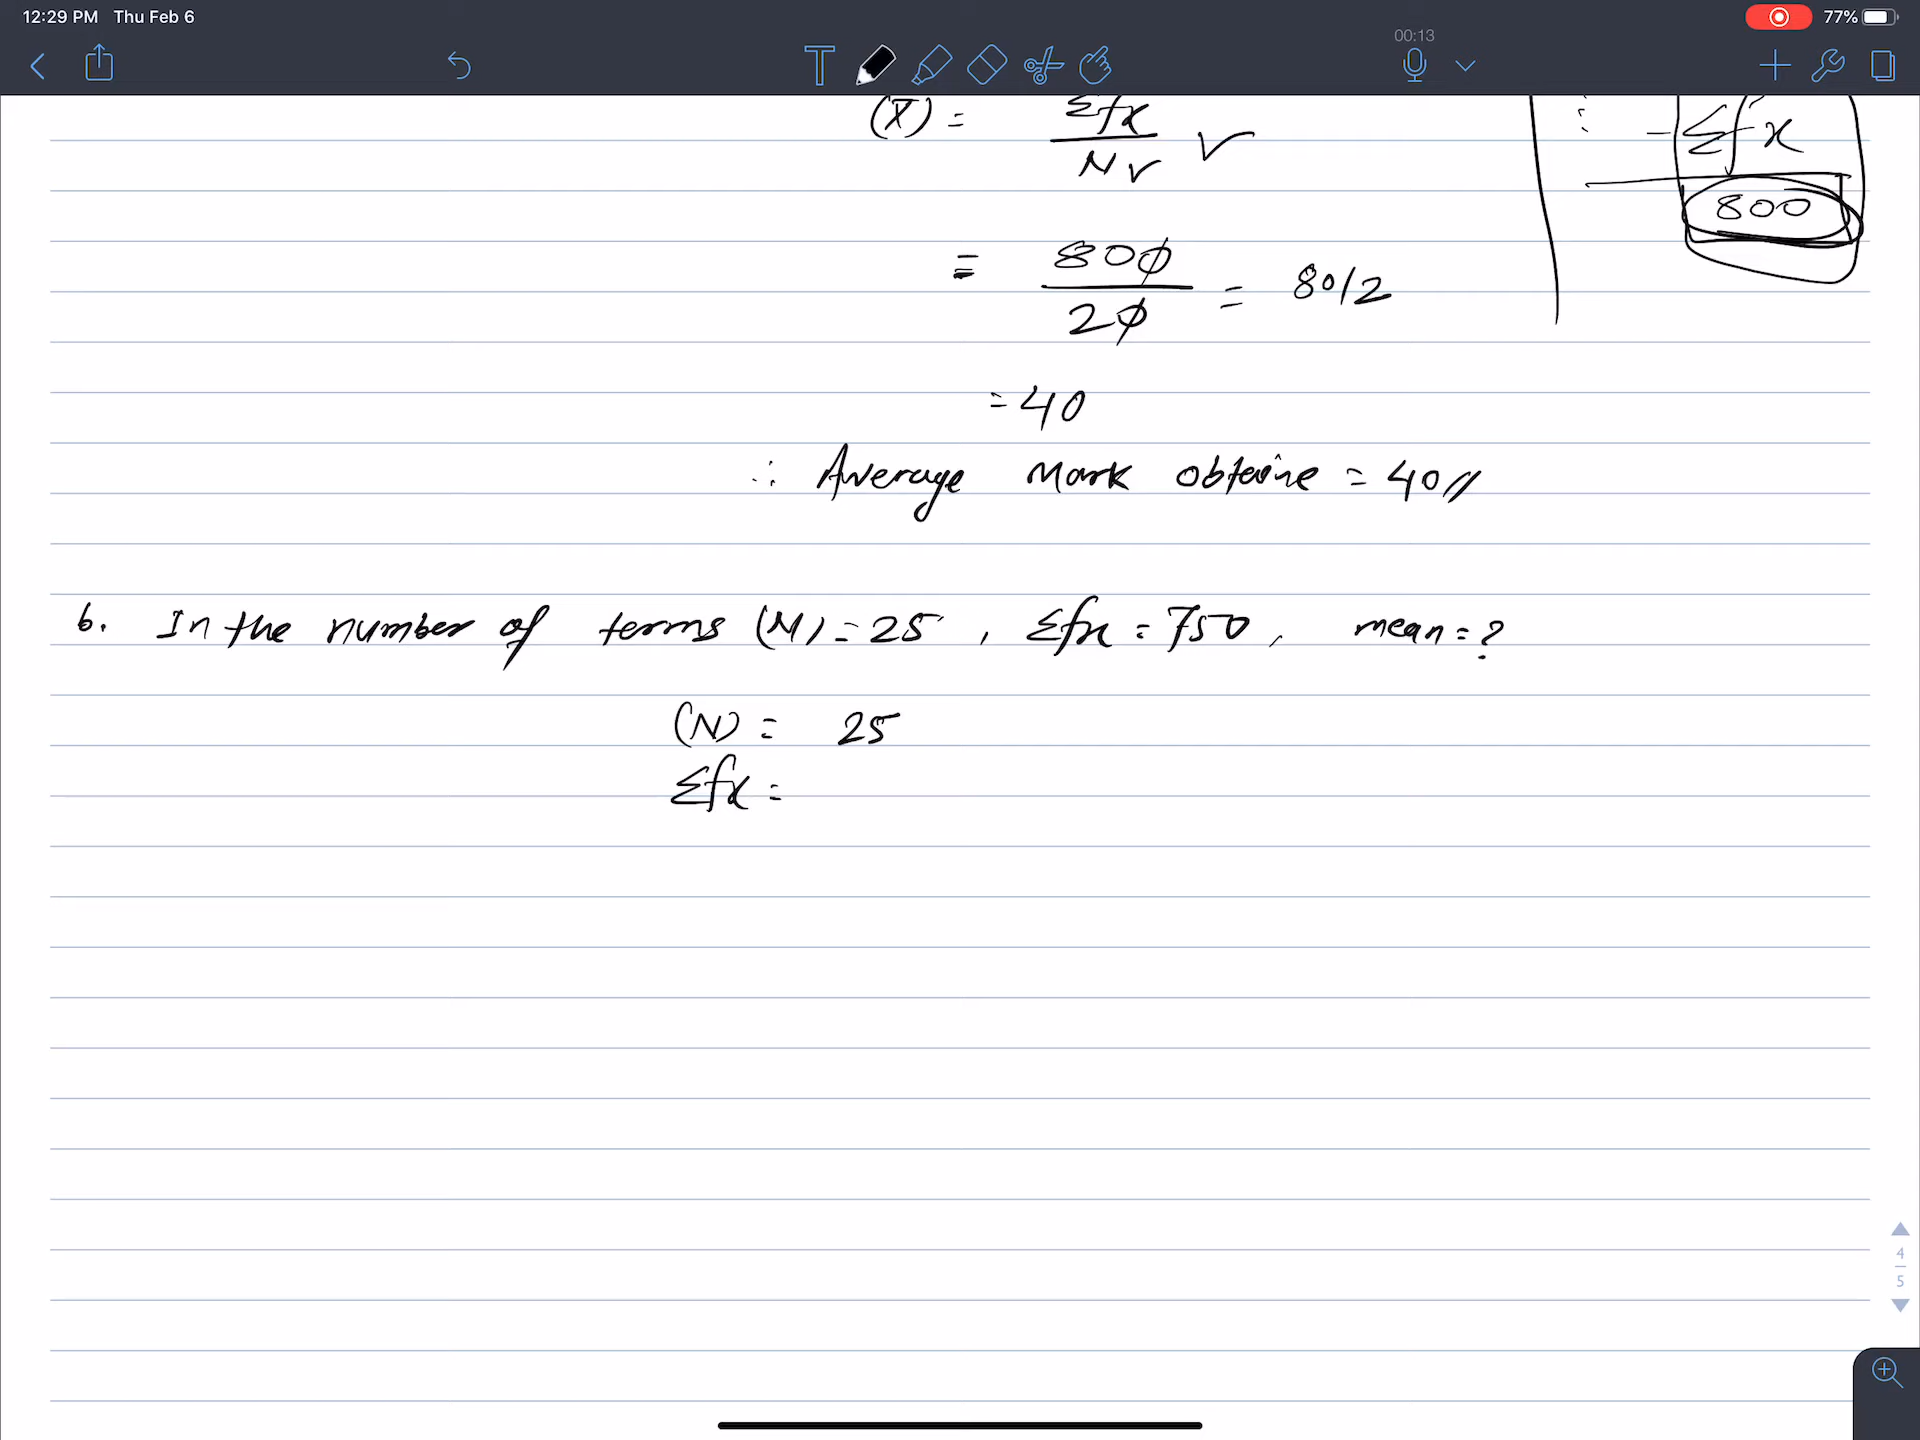 12:29 PM Thu Feb 6
77%
00:13
(X̄) = Σfx / N
Σfx
800
= 800 / 20 = 80/2
= 40
∴ Average Mark obtaine = 40//
6. In the number of terms (N) = 25, Σfx = 750, mean = ?
(N) = 25
Σfx =
4
5